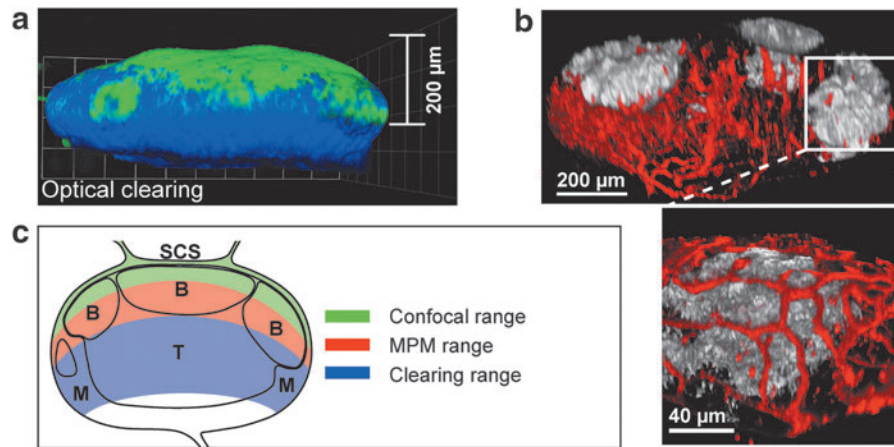 a
200 µm
Optical clearing
b
200 µm
40 µm
c
SCS
B
B
B
T
M
M
Confocal range
MPM range
Clearing range